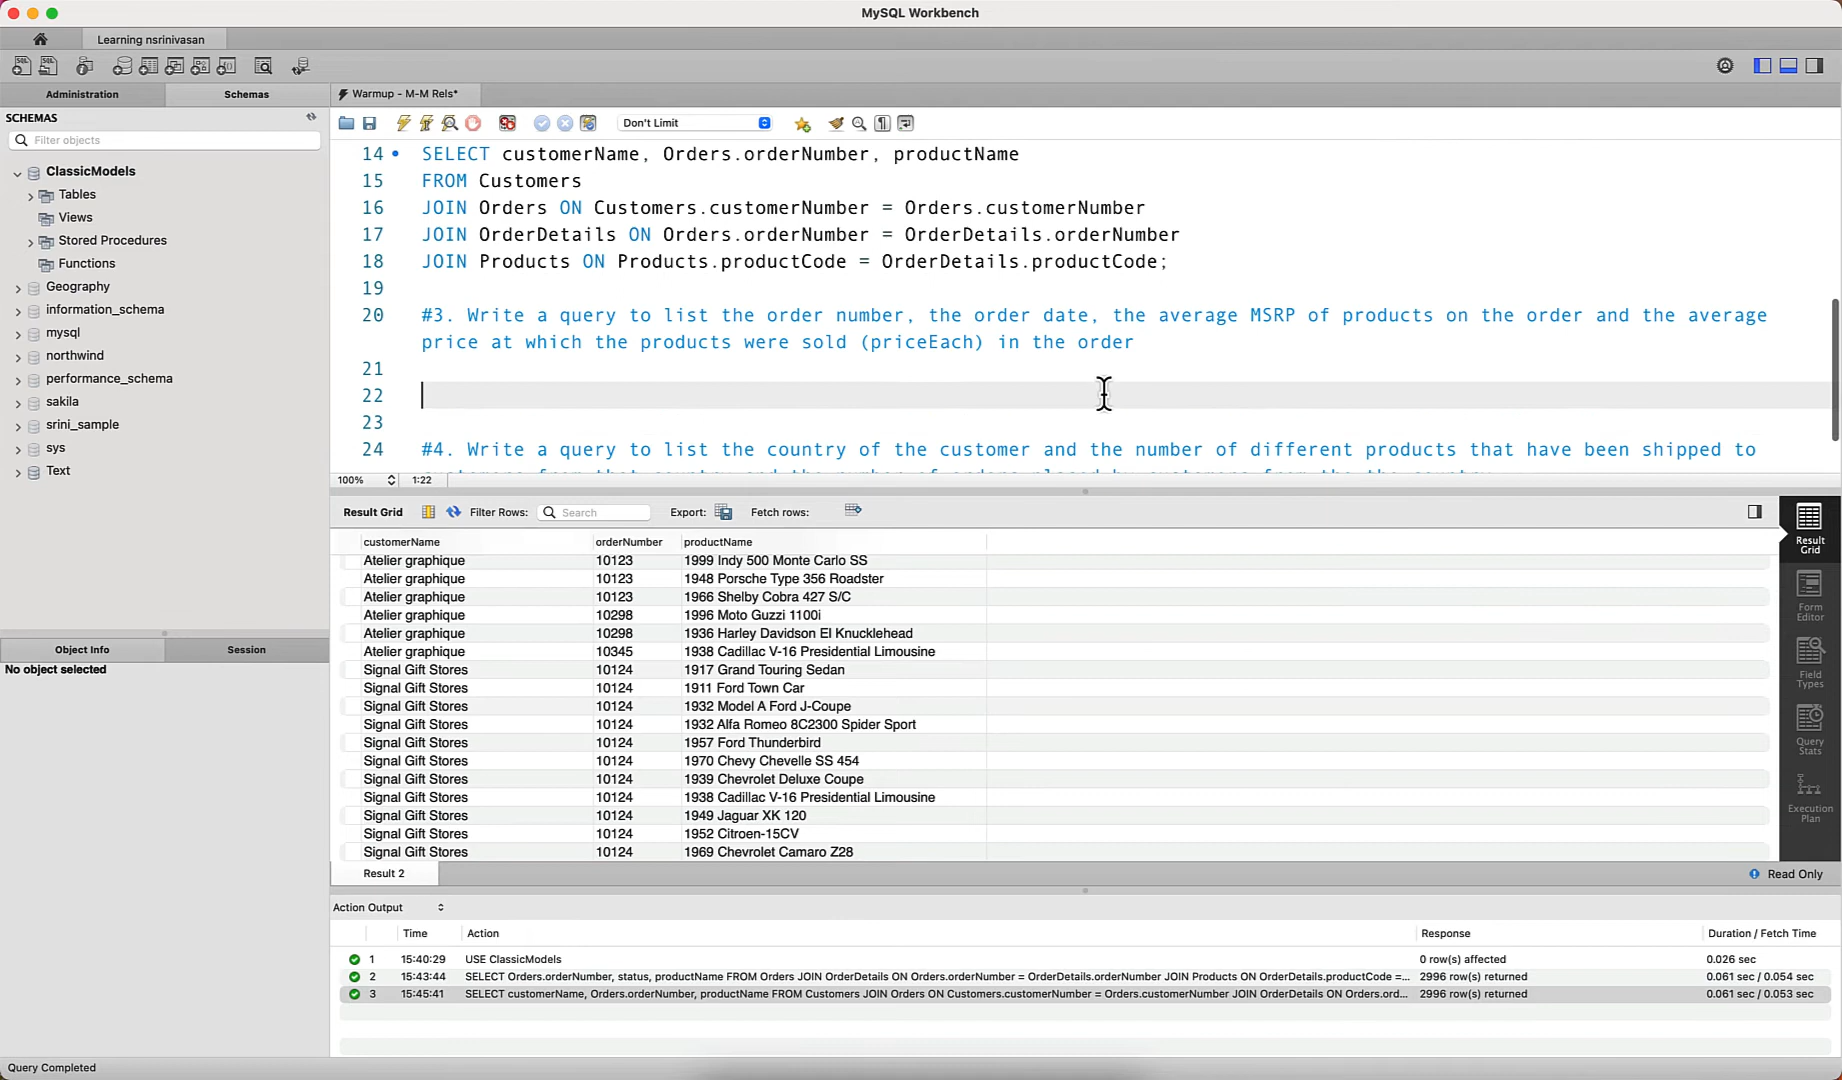 MySQL Workbench
Learning nsrinivasan
Administration Schemas
Warmup - M-M Rels*
SCHEMAS
Filter objects
ClassicModels
Tables
Views
Stored Procedures
Functions
Geography
information_schema
mysql
northwind
performance_schema
sakila
srini_sample
sys
Text
Object Info Session
No object selected
Don't Limit
14 SELECT customerName, Orders.orderNumber, productName
15 FROM Customers
16 JOIN Orders ON Customers.customerNumber = Orders.customerNumber
17 JOIN OrderDetails ON Orders.orderNumber = OrderDetails.orderNumber
18 JOIN Products ON Products.productCode = OrderDetails.productCode;
19
20 #3. Write a query to list the order number, the order date, the average MSRP of products on the order and the average
price at which the products were sold (priceEach) in the order
21
22
23
24 #4. Write a query to list the country of the customer and the number of different products that have been shipped to
100% 1:22
Result Grid Filter Rows: Search Export: Fetch rows:
customerName orderNumber productName
Atelier graphique 10123 1999 Indy 500 Monte Carlo SS
Atelier graphique 10123 1948 Porsche Type 356 Roadster
Atelier graphique 10123 1966 Shelby Cobra 427 S/C
Atelier graphique 10298 1996 Moto Guzzi 1100i
Atelier graphique 10298 1936 Harley Davidson El Knucklehead
Atelier graphique 10345 1938 Cadillac V-16 Presidential Limousine
Signal Gift Stores 10124 1917 Grand Touring Sedan
Signal Gift Stores 10124 1911 Ford Town Car
Signal Gift Stores 10124 1932 Model A Ford J-Coupe
Signal Gift Stores 10124 1932 Alfa Romeo 8C2300 Spider Sport
Signal Gift Stores 10124 1957 Ford Thunderbird
Signal Gift Stores 10124 1970 Chevy Chevelle SS 454
Signal Gift Stores 10124 1939 Chevrolet Deluxe Coupe
Signal Gift Stores 10124 1938 Cadillac V-16 Presidential Limousine
Signal Gift Stores 10124 1949 Jaguar XK 120
Signal Gift Stores 10124 1952 Citroen-15CV
Signal Gift Stores 10124 1969 Chevrolet Camaro Z28
Result
Grid
Form
Editor
Field
Types
Query
Stats
Execution
Plan
Result 2 Read Only
Action Output
Time Action Response Duration / Fetch Time
1 15:40:29 USE ClassicModels 0 row(s) affected 0.026 sec
2 15:43:44 SELECT Orders.orderNumber, status, productName FROM Orders JOIN OrderDetails ON Orders.orderNumber = OrderDetails.orderNumber JOIN Products ON OrderDetails.productCode =... 2996 row(s) returned 0.061 sec / 0.054 sec
3 15:45:41 SELECT customerName, Orders.orderNumber, productName FROM Customers JOIN Orders ON Customers.customerNumber = Orders.customerNumber JOIN OrderDetails ON Orders.ord... 2996 row(s) returned 0.061 sec / 0.053 sec
Query Completed